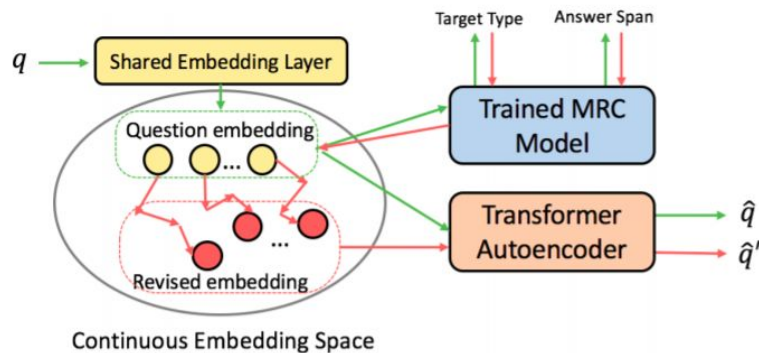 Target Type
Answer Span
q
Shared Embedding Layer
Question embedding
...
Trained MRC
Model
...
Revised embedding
Transformer
Autoencoder
q̂
q̂′
Continuous Embedding Space